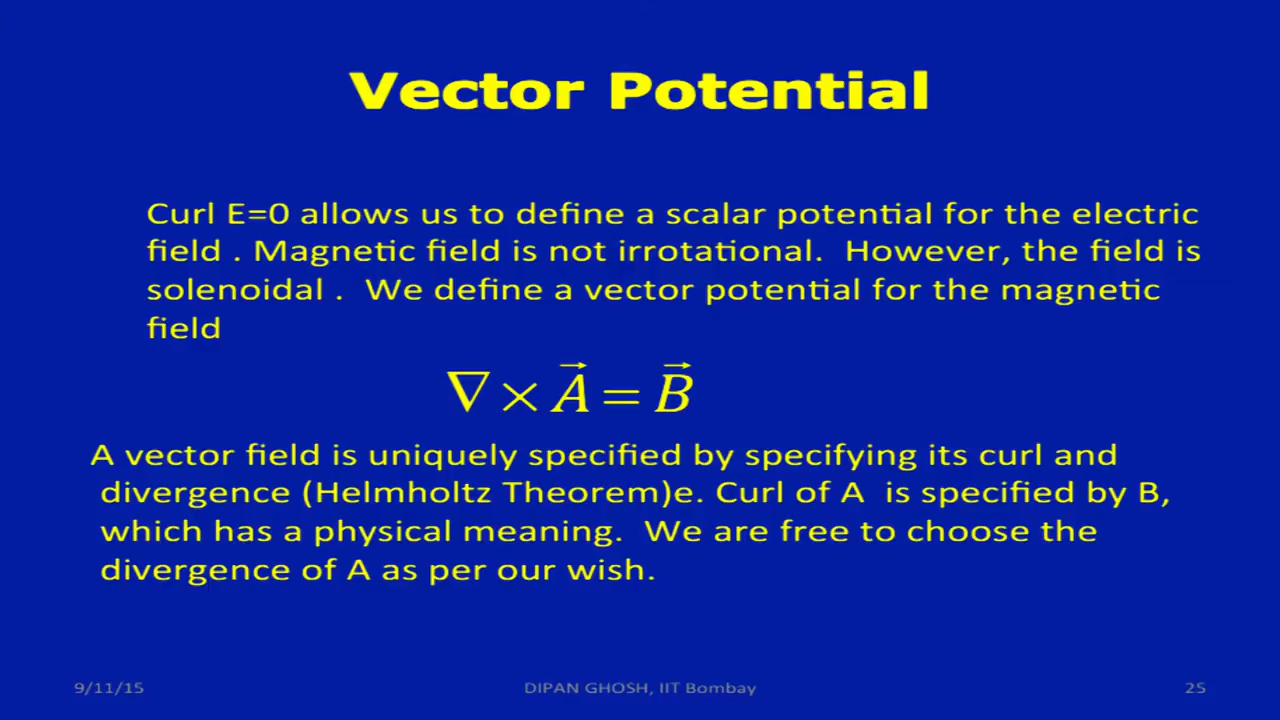 Vector Potential
Curl E=0 allows us to define a scalar potential for the electric
field . Magnetic field is not irrotational.  However, the field is
solenoidal .  We define a vector potential for the magnetic
field
∇ × A⃗ = B⃗
A vector field is uniquely specified by specifying its curl and
divergence (Helmholtz Theorem)e. Curl of A  is specified by B,
which has a physical meaning.  We are free to choose the
divergence of A as per our wish.
9/11/15 DIPAN GHOSH, IIT Bombay 25